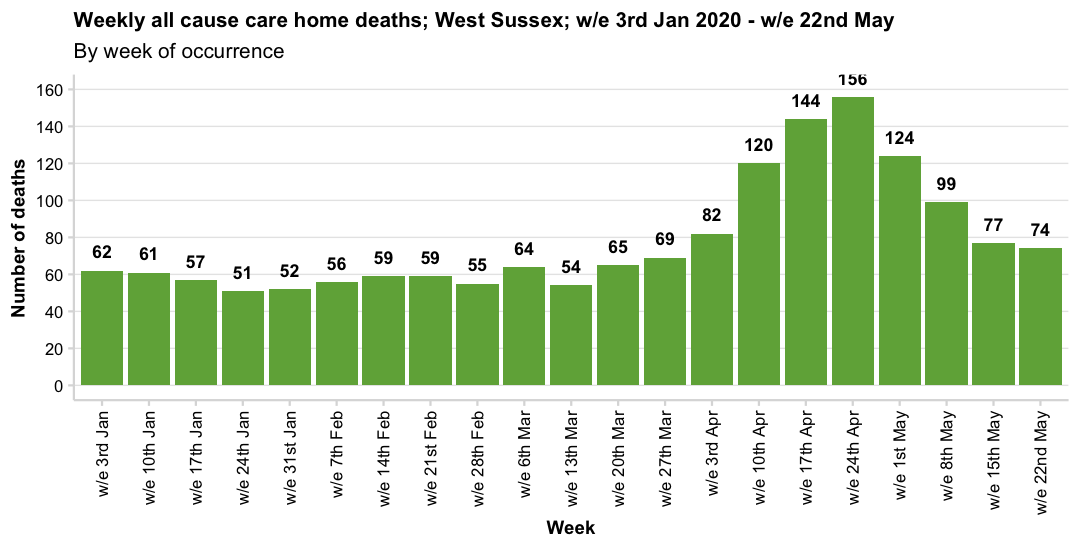 Weekly all cause care home deaths; West Sussex; w/e 3rd Jan 2020 - w/e 22nd May
By week of occurrence
Number of deaths
160
140
120
100
80
60
40
20
0
62
61
57
51
52
56
59
59
55
64
54
65
69
82
120
144
156
124
99
77
74
w/e 3rd Jan
w/e 10th Jan
w/e 17th Jan
w/e 24th Jan
w/e 31st Jan
w/e 7th Feb
w/e 14th Feb
w/e 21st Feb
w/e 28th Feb
w/e 6th Mar
w/e 13th Mar
w/e 20th Mar
w/e 27th Mar
w/e 3rd Apr
w/e 10th Apr
w/e 17th Apr
w/e 24th Apr
w/e 1st May
w/e 8th May
w/e 15th May
w/e 22nd May
Week